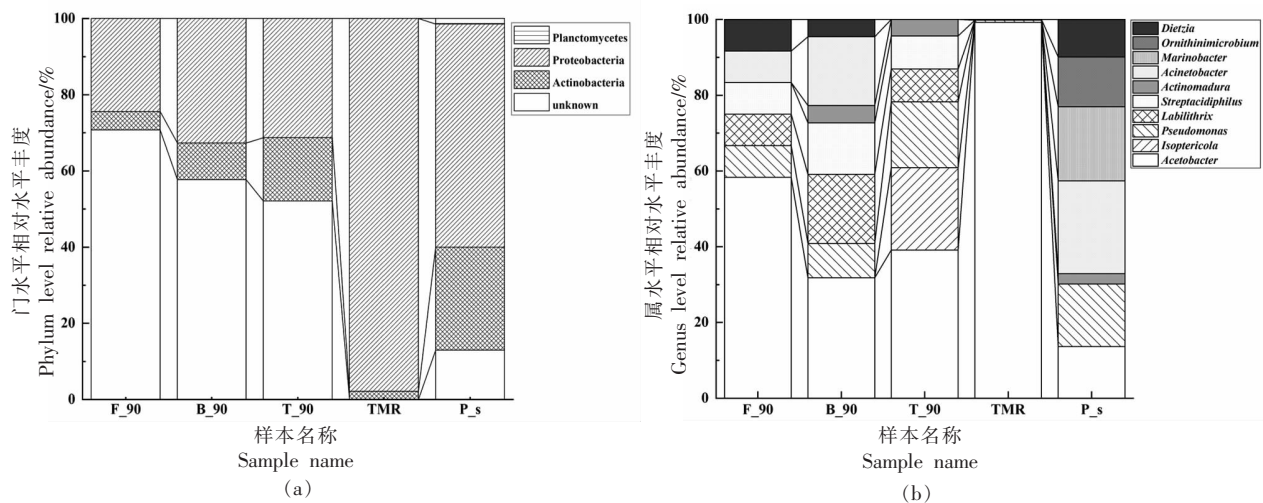 100
80
60
40
20
0
门水平相对水平丰度
Phylum level relative abundance/%
Planctomycetes
Proteobacteria
Actinobacteria
unknown
F_90 B_90 T_90 TMR P_s
样本名称
Sample name
(a)
100
80
60
40
20
0
属水平相对水平丰度
Genus level relative abundance/%
Dietzia
Ornithinimicrobium
Marinobacter
Acinetobacter
Actinomadura
Streptacidiphilus
Labilithrix
Pseudomonas
Isoptericola
Acetobacter
F_90 B_90 T_90 TMR P_s
样本名称
Sample name
(b)